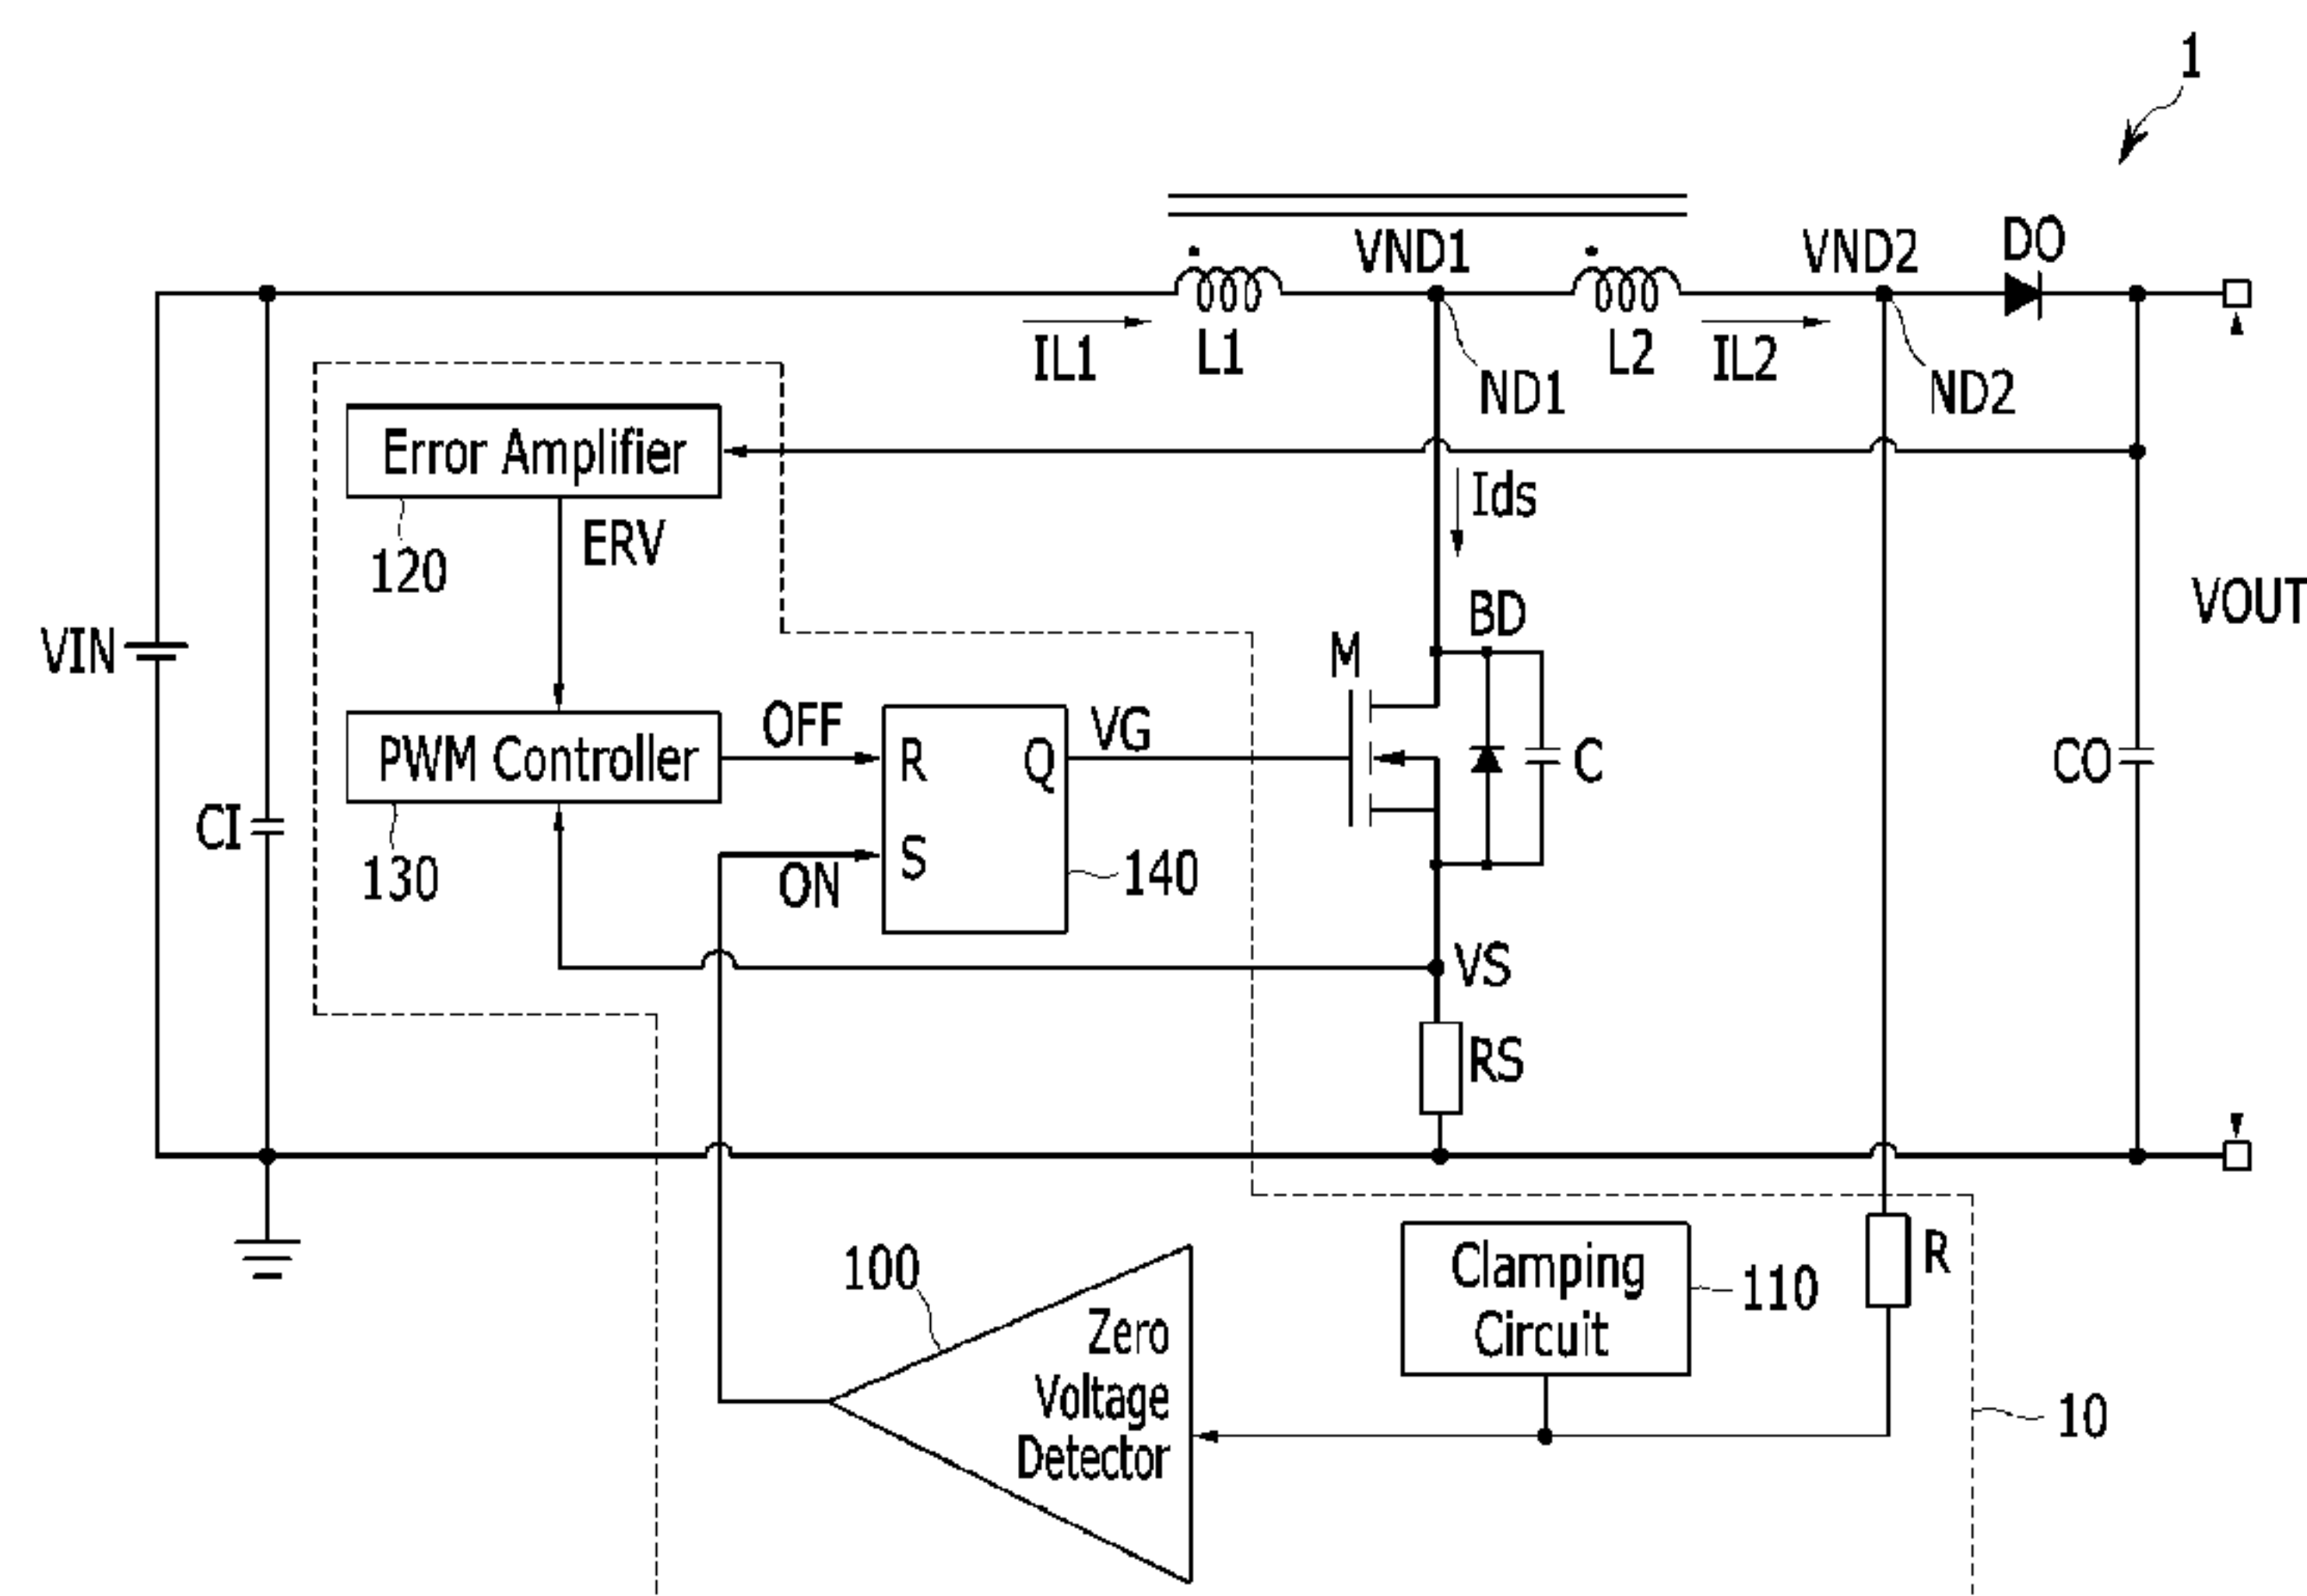 1
VND1
VND2
DO
IL1
L1
ND1
L2
IL2
ND2
Error Amplifier
Ids
120
ERV
VOUT
BD
M
VIN
OFF
VG
PWM Controller
R
Q
C
CO
CI
130
ON
S
140
VS
RS
100
Zero
Voltage
Detector
Clamping
Circuit
110
R
10